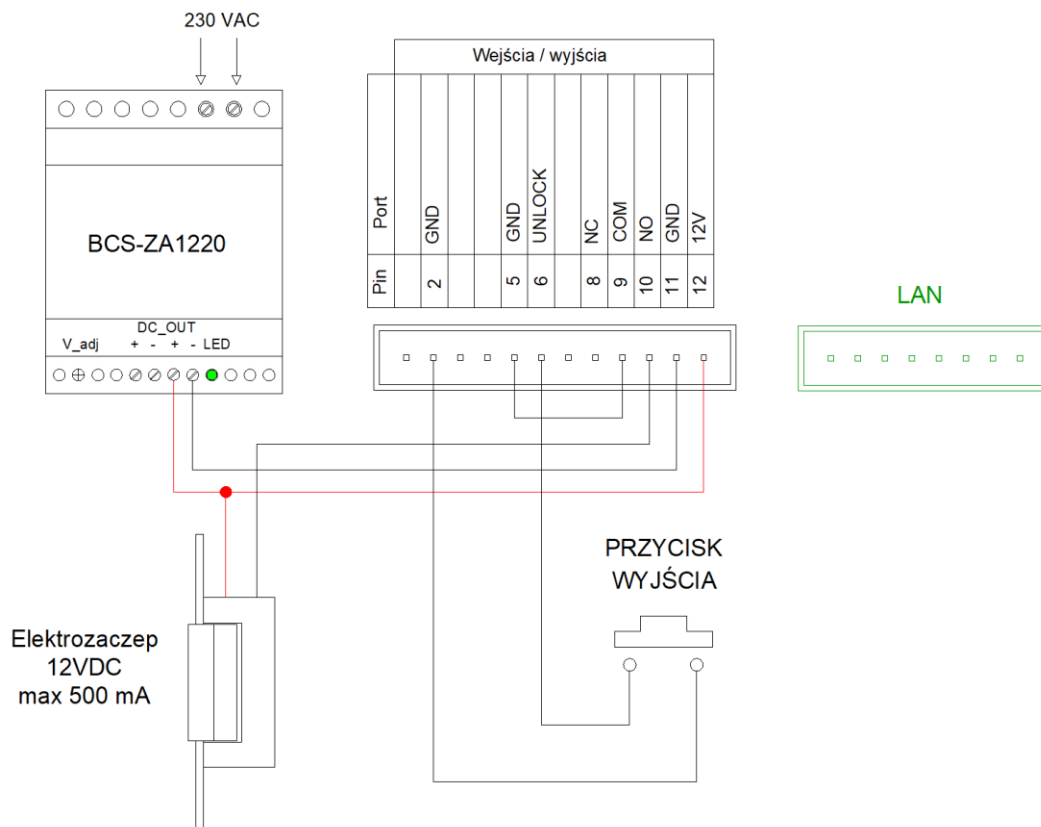 230 VAC
BCS-ZA1220
DC_OUT
V_adj + - + - LED
Wejścia / wyjścia
Port GND GND UNLOCK NC COM NO GND 12V
Pin 2 5 6 8 9 10 11 12
LAN
PRZYCISK
WYJŚCIA
Elektrozaczep
12VDC
max 500 mA